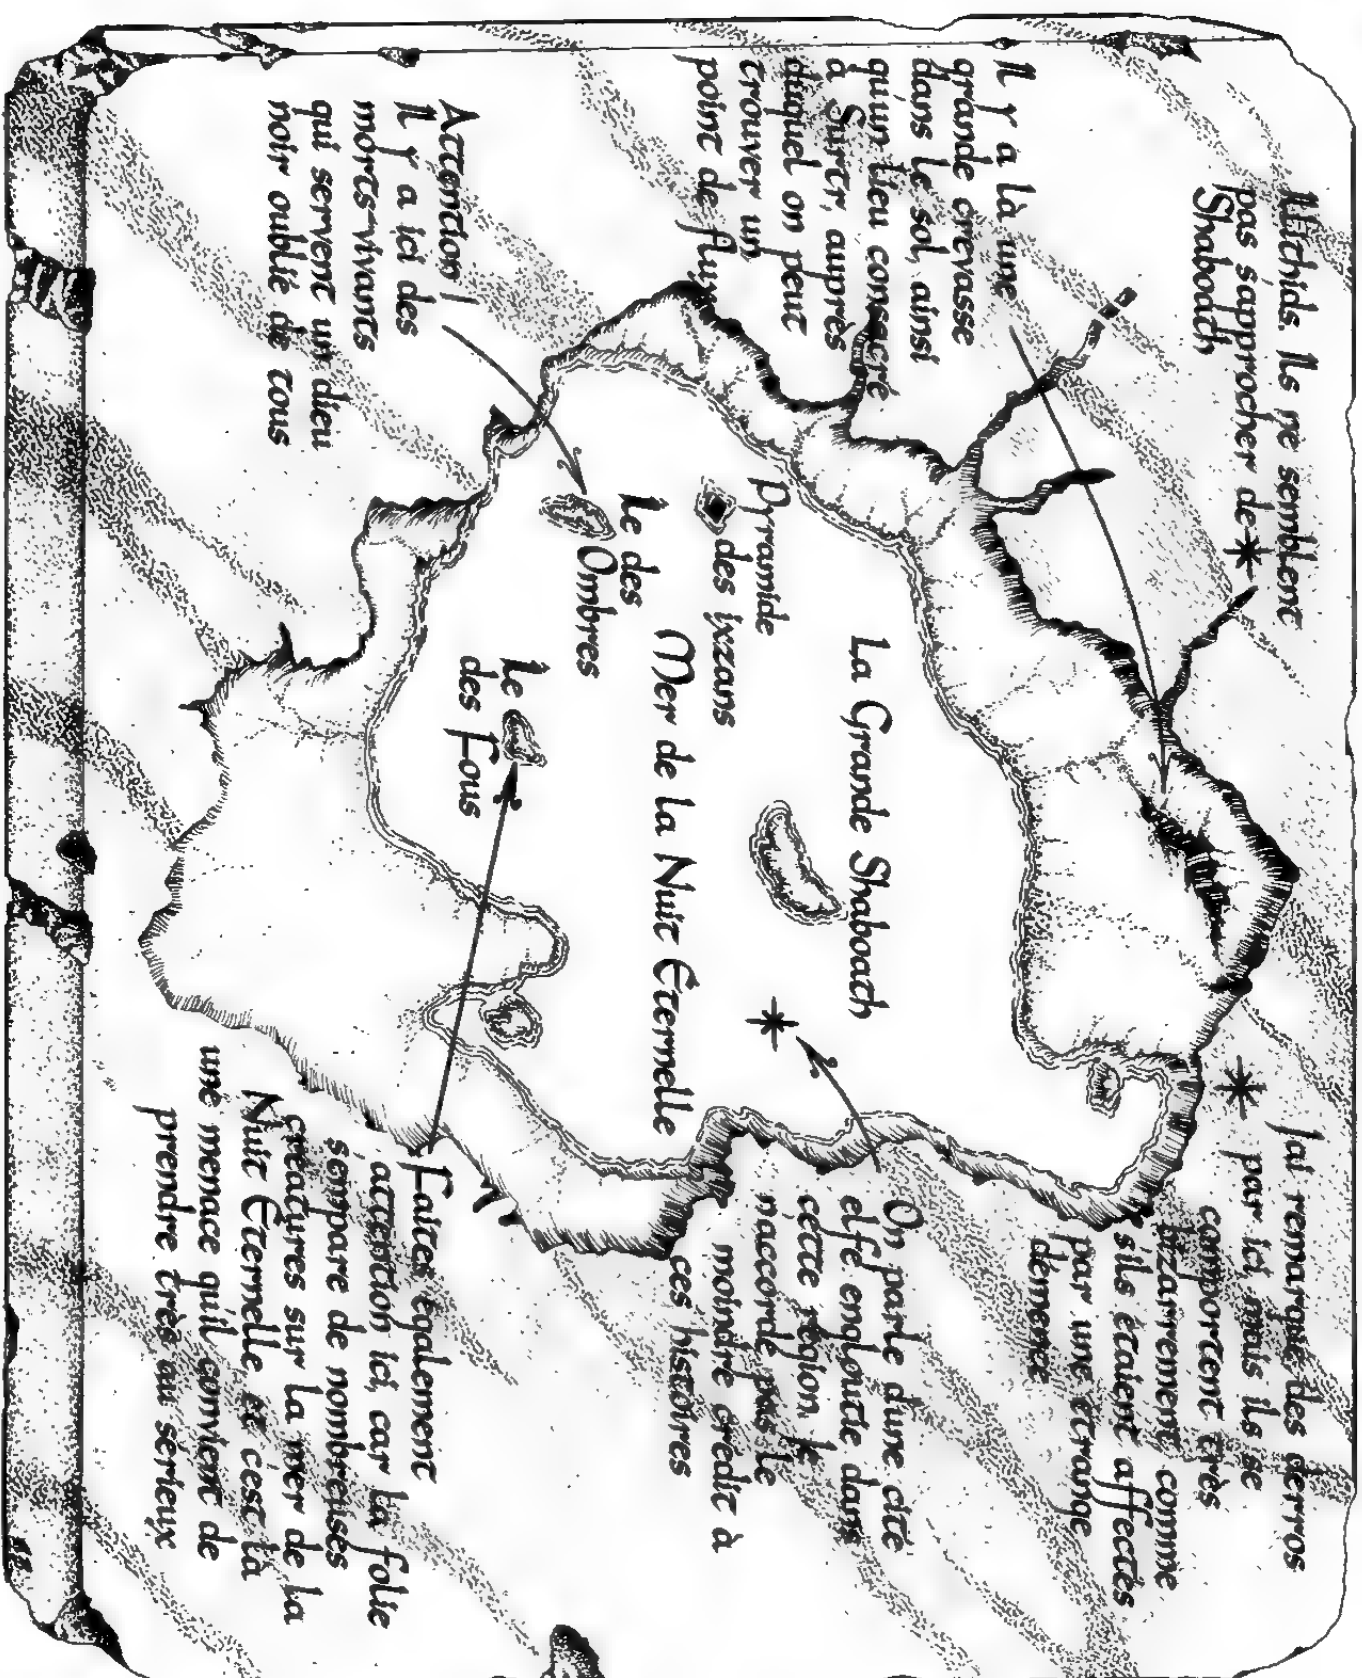 Illithids. Ils ne semblent
pas s'approcher de
Shaboath
Il y a là une
grande crevasse
dans le sol, ainsi
qu'un lieu consacré
à Surtr, auprès
duquel on peut
trouver un
point de flux
Attention !
Il y a ici des
morts-vivants
qui servent un dieu
noir oublié de tous
La Grande Shaboath
Pyramide
des ixzans
Mer de la Nuit Éternelle
Île des
Ombres
Île
des Fous
J'ai remarqué des derros
par ici, mais ils se
comportent très
bizarrement comme
s'ils étaient affectés
par une étrange
démence
On parle d'une cité
elfe engloutie dans
cette région. Je
n'accorde pas le
moindre crédit à
ces histoires
Faites également
attention ici, car la folie
s'empare de nombreuses
créatures sur la mer de la
Nuit Éternelle et c'est là
une menace qu'il convient de
prendre très au sérieux